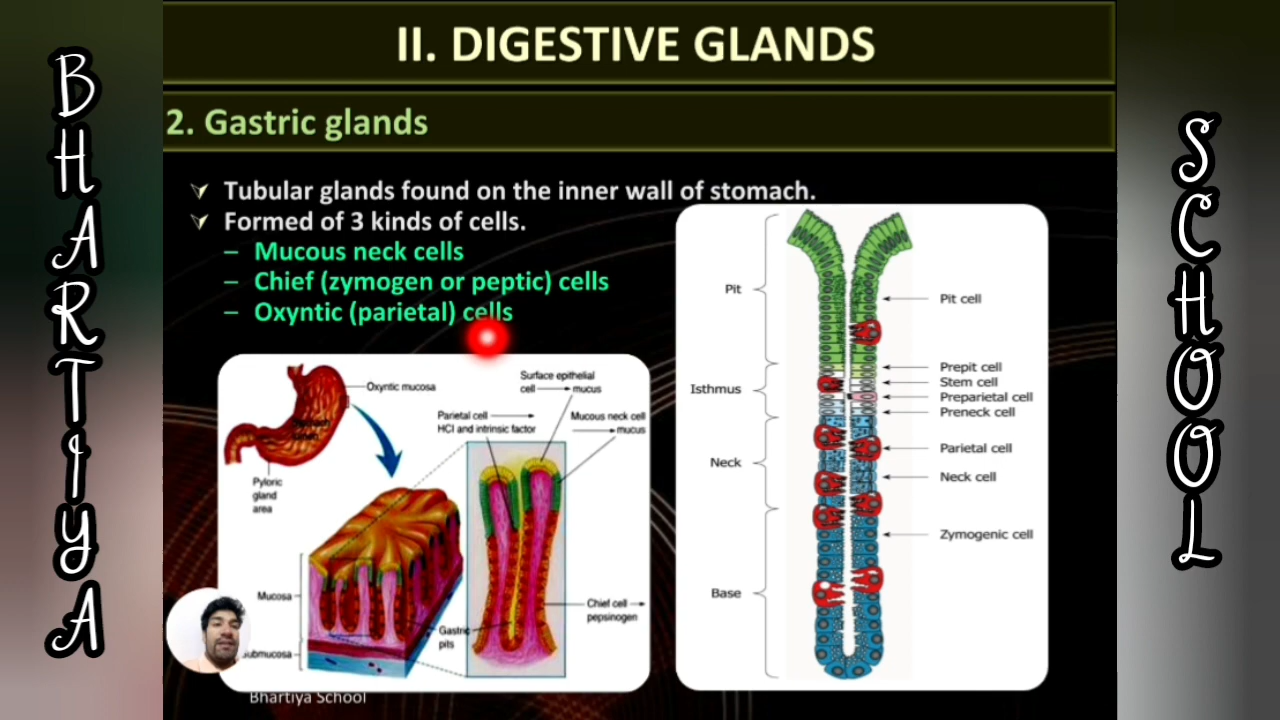 BHARTIYA
II. DIGESTIVE GLANDS
2. Gastric glands
Tubular glands found on the inner wall of stomach.
Formed of 3 kinds of cells.
– Mucous neck cells
– Chief (zymogen or peptic) cells
– Oxyntic (parietal) cells
Oxyntic mucosa
Pyloric
gland
area
Surface epithelial
cell
mucus
Parietal cell
HCl and intrinsic factor
Mucous neck cell
mucus
Mucosa
Submucosa
Gastric
pits
Chief cell
pepsinogen
Bhartiya School
Pit
Isthmus
Neck
Base
Pit cell
Prepit cell
Stem cell
Preparietal cell
Preneck cell
Parietal cell
Neck cell
Zymogenic cell
SCHOOL